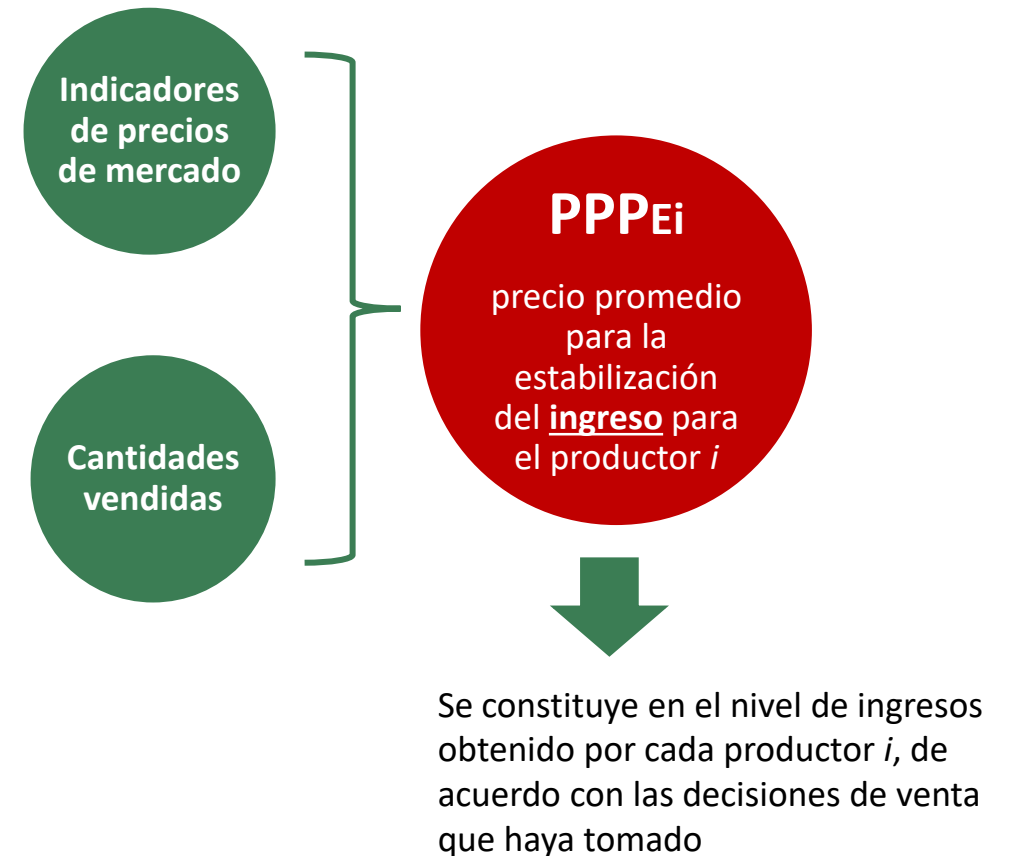 Indicadores
de precios
de mercado
Cantidades
vendidas
PPPEi
precio promedio
para la
estabilización
del ingreso para
el productor i
Se constituye en el nivel de ingresos
obtenido por cada productor i, de
acuerdo con las decisiones de venta
que haya tomado